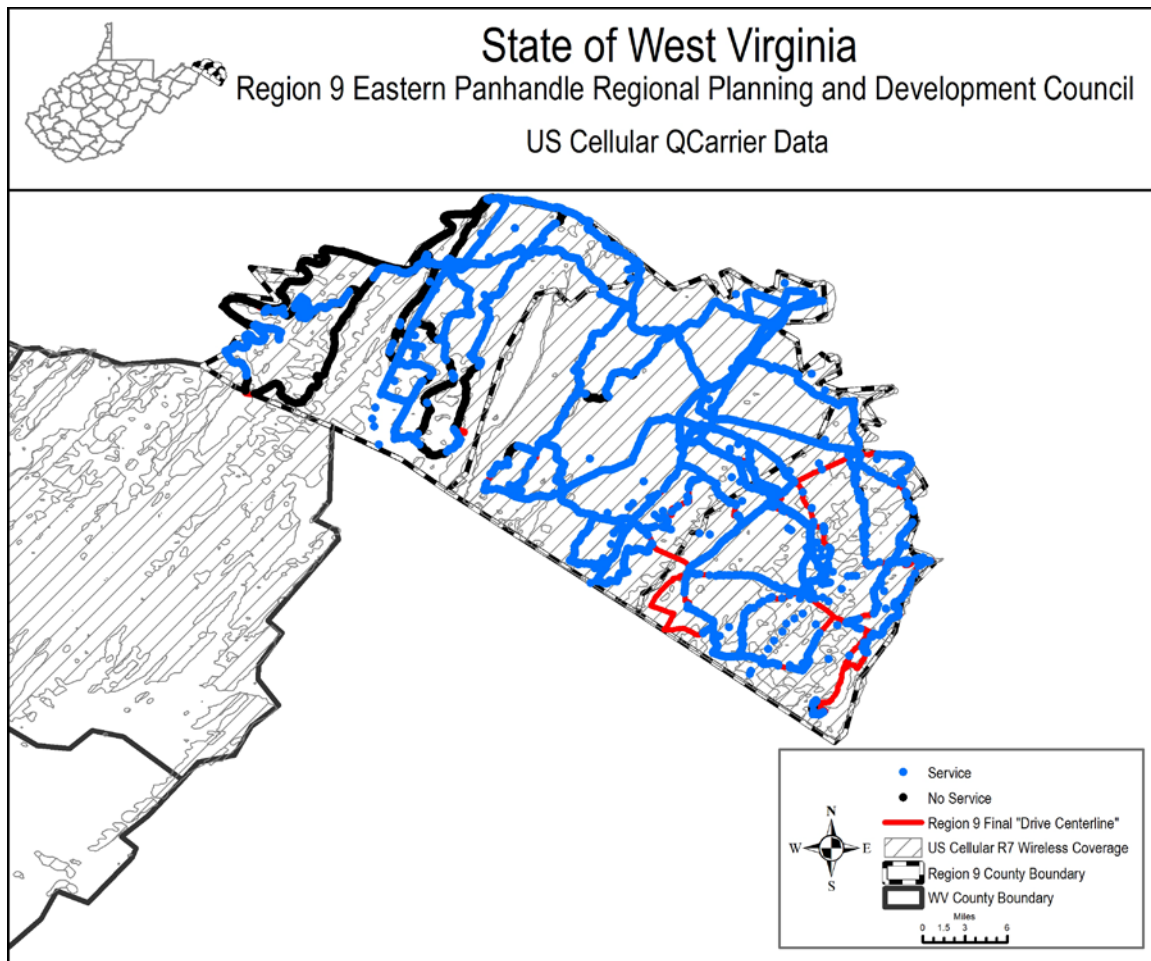 State of West Virginia
Region 9 Eastern Panhandle Regional Planning and Development Council
US Cellular QCarrier Data
Service
No Service
Region 9 Final "Drive Centerline"
US Cellular R7 Wireless Coverage
Region 9 County Boundary
WV County Boundary
N
W E
S
Miles
0 1.5 3 6